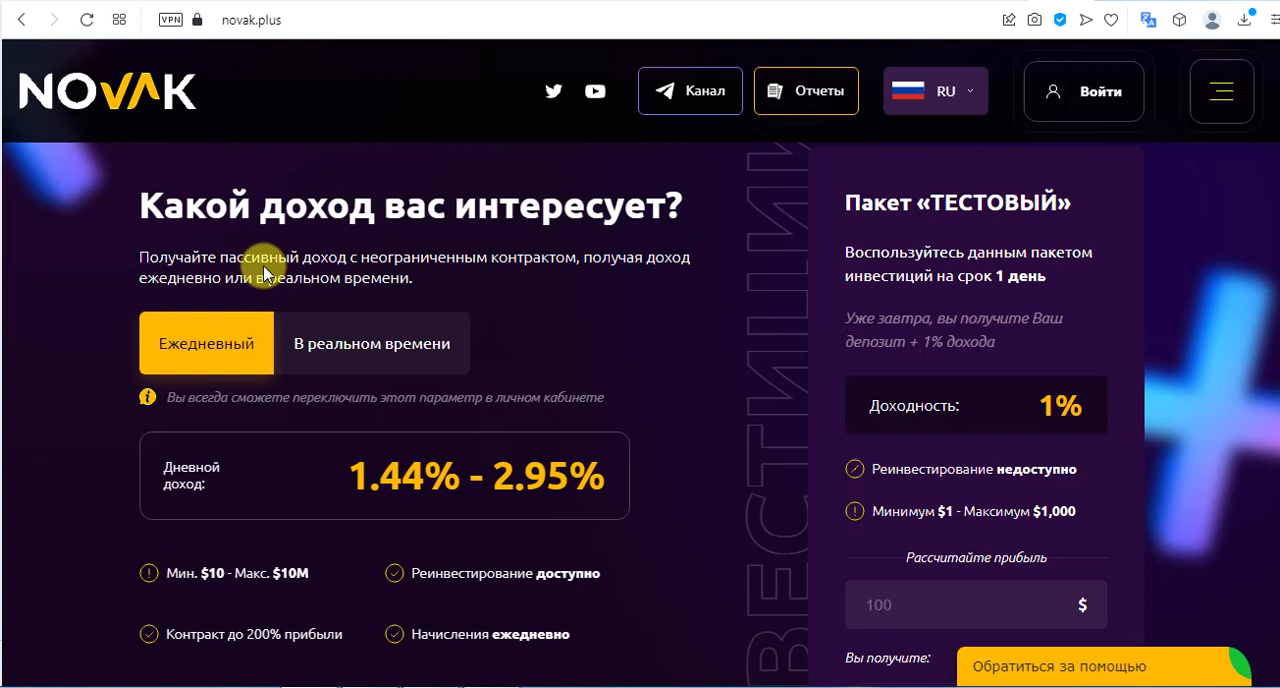 VPN novak.plus
NOVAK
Канал
Отчеты
RU
Войти
Какой доход вас интересует?
Получайте пассивный доход с неограниченным контрактом, получая доход
ежедневно или в реальном времени.
Ежедневный
В реальном времени
Вы всегда сможете переключить этот параметр в личном кабинете
Дневной
доход:
1.44% - 2.95%
Мин. $10 - Макс. $10M
Реинвестирование доступно
Контракт до 200% прибыли
Начисления ежедневно
ВЕСТИЦИИ
Пакет «ТЕСТОВЫЙ»
Воспользуйтесь данным пакетом
инвестиций на срок 1 день
Уже завтра, вы получите Ваш
депозит + 1% дохода
Доходность:
1%
Реинвестирование недоступно
Минимум $1 - Максимум $1,000
Рассчитайте прибыль
100 $
Вы получите:
Обратиться за помощью